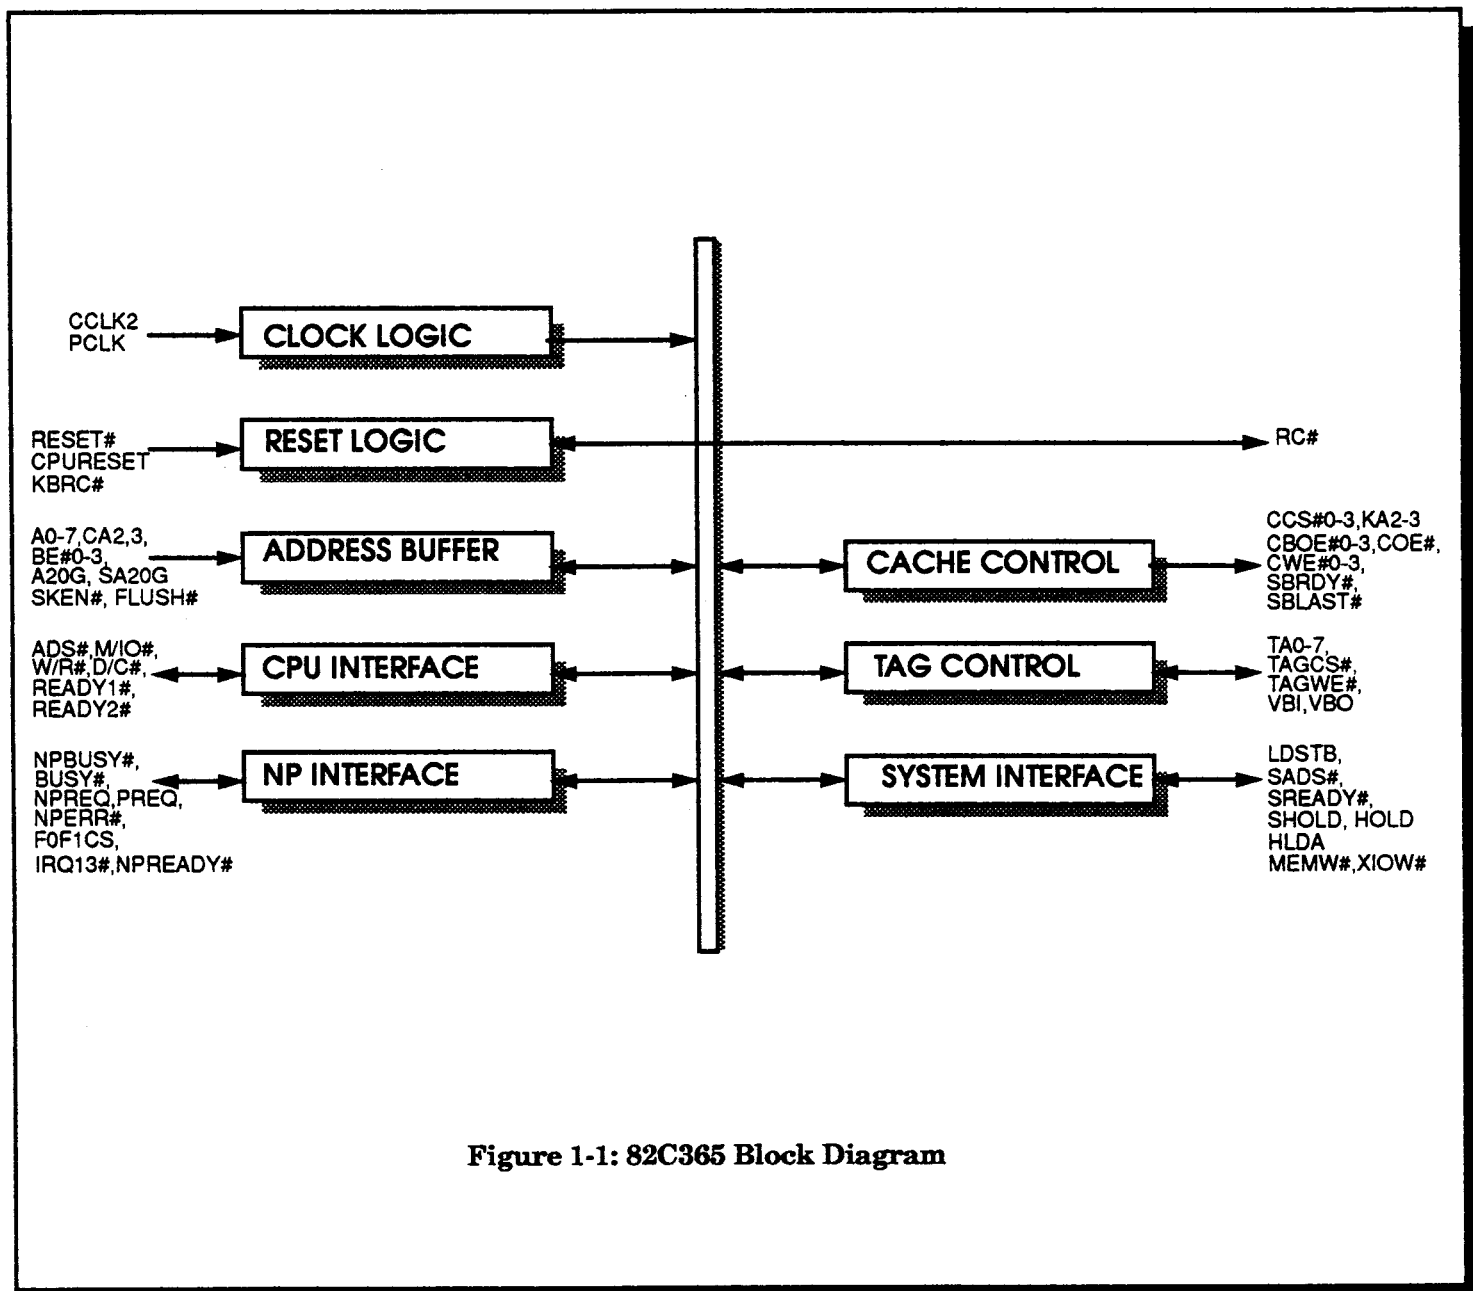 CCLK2
PCLK
CLOCK LOGIC
RESET#
CPURESET
KBRC#
RESET LOGIC
RC#
A0-7,CA2,3,
BE#0-3,
A20G, SA20G
SKEN#, FLUSH#
ADDRESS BUFFER
CACHE CONTROL
CCS#0-3,KA2-3
CBOE#0-3,COE#,
CWE#0-3,
SBRDY#,
SBLAST#
ADS#,M/IO#,
W/R#,D/C#,
READY1#,
READY2#
CPU INTERFACE
TAG CONTROL
TA0-7,
TAGCS#,
TAGWE#,
VBI,VBO
NPBUSY#,
BUSY#,
NPREQ,PREQ,
NPERR#,
F0F1CS,
IRQ13#,NPREADY#
NP INTERFACE
SYSTEM INTERFACE
LDSTB,
SADS#,
SREADY#,
SHOLD, HOLD
HLDA
MEMW#,XIOW#
Figure 1-1: 82C365 Block Diagram